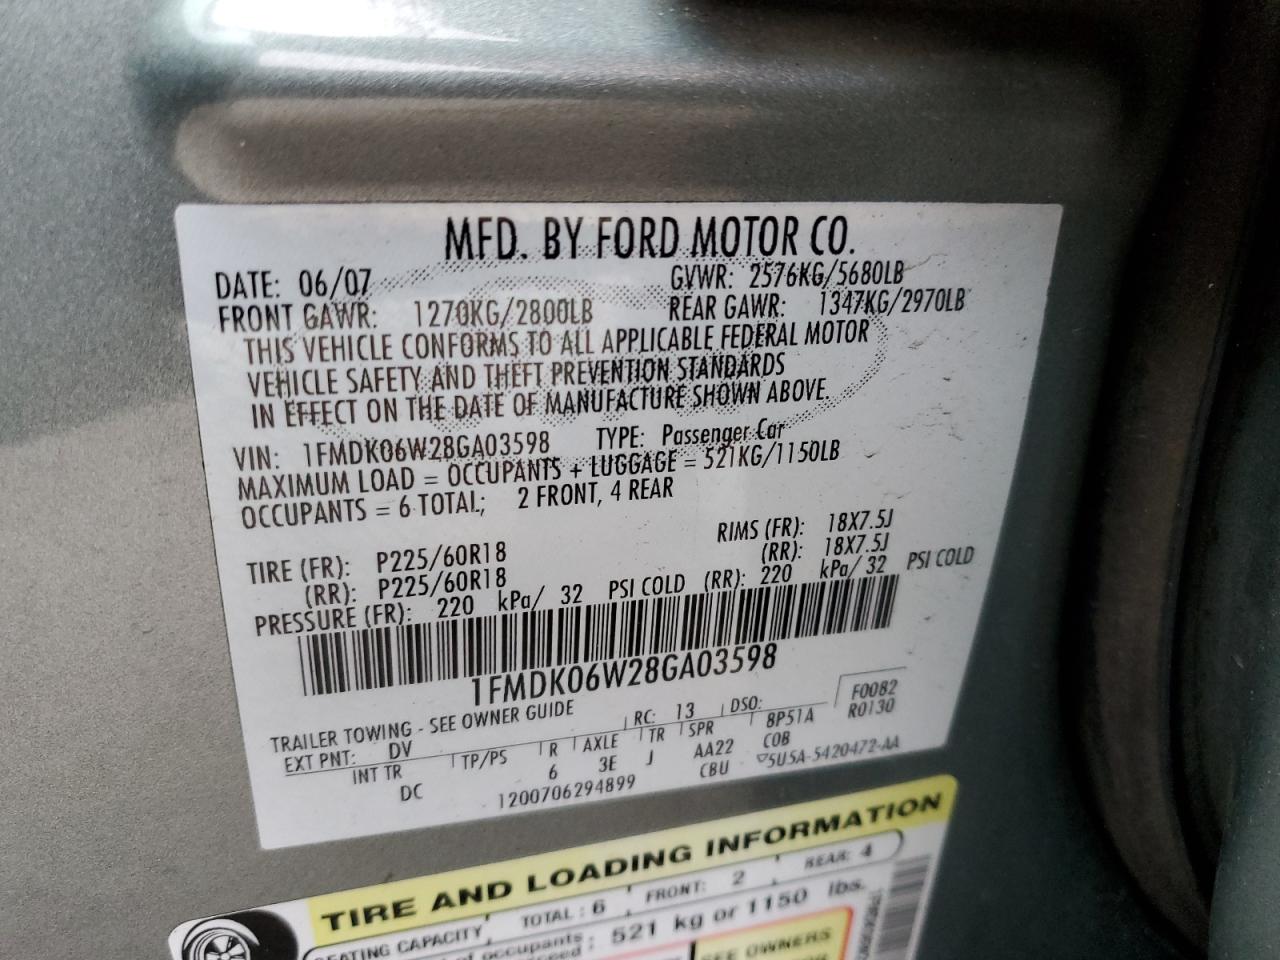 MFD. BY FORD MOTOR CO.
DATE: 06/07 GVWR: 2576KG/5680LB
FRONT GAWR: 1270KG/2800LB REAR GAWR: 1347KG/2970LB
THIS VEHICLE CONFORMS TO ALL APPLICABLE FEDERAL MOTOR
VEHICLE SAFETY AND THEFT PREVENTION STANDARDS
IN EFFECT ON THE DATE OF MANUFACTURE SHOWN ABOVE.
VIN: 1FMDK06W28GA03598 TYPE: Passenger Car
MAXIMUM LOAD = OCCUPANTS + LUGGAGE = 521KG/1150LB
OCCUPANTS = 6 TOTAL; 2 FRONT, 4 REAR
TIRE (FR): P225/60R18 RIMS (FR): 18X7.5J
(RR): P225/60R18 (RR): 18X7.5J
PRESSURE (FR): 220 kPa/ 32 PSI COLD (RR): 220 kPa/ 32 PSI COLD
1FMDK06W28GA03598
TRAILER TOWING - SEE OWNER GUIDE RC: 13 DSO: F0082
EXT PNT: DV R0130
INT TR TP/PS R AXLE TR SPR 8P51A
DC 6 3E J AA22 COB
1200706294899 CBU 5U5A-5420472-AA
TIRE AND LOADING INFORMATION
SEATING CAPACITY TOTAL: 6 FRONT: 2 REAR: 4
of occupants : 521 kg or 1150 lbs.
SEE OWNERS